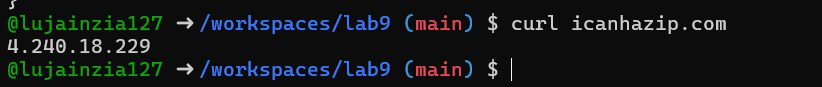 }
@lujainzia127 ➜ /workspaces/lab9 (main) $ curl icanhazip.com
4.240.18.229
@lujainzia127 ➜ /workspaces/lab9 (main) $